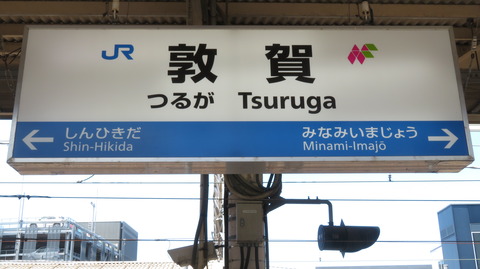 JR 敦賀
つるが Tsuruga
← しんひきだ みなみいまじょう →
Shin-Hikida Minami-Imajō